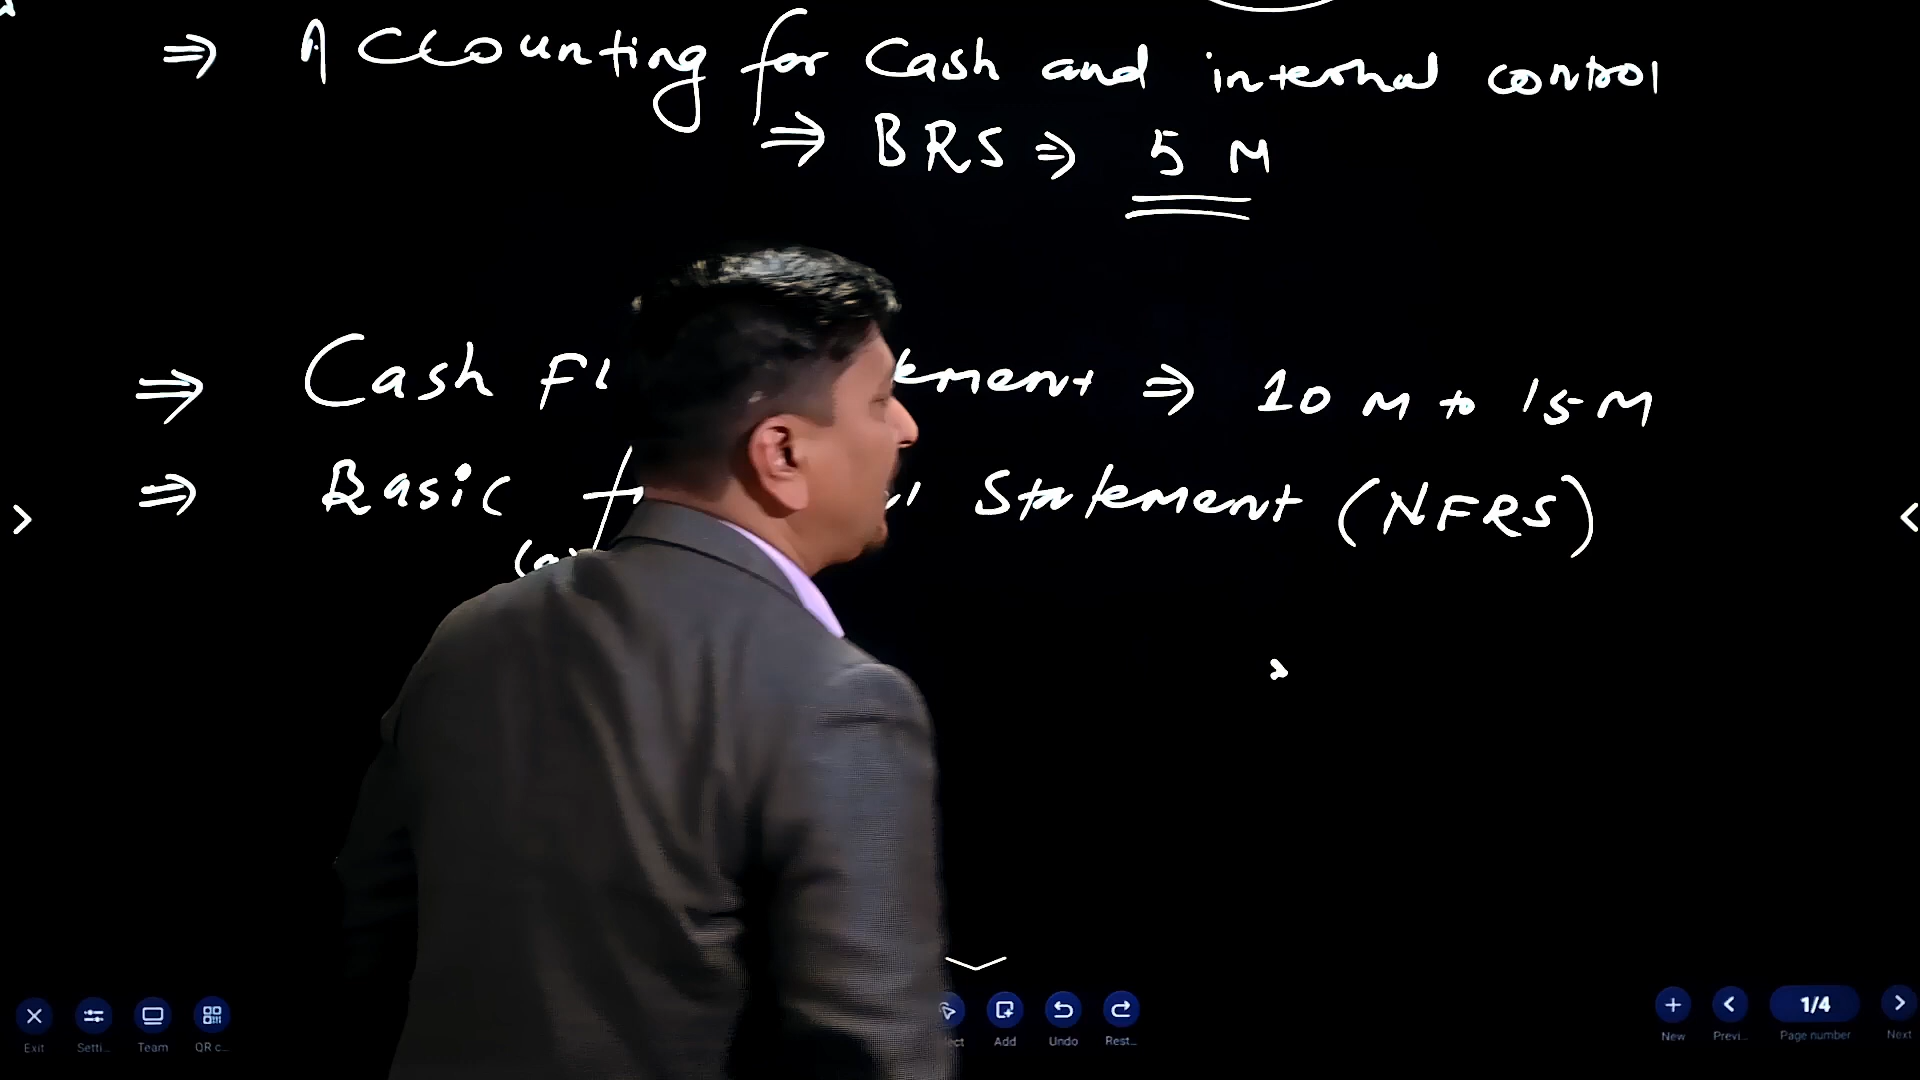 ⇒ Accounting for Cash and internal control
⇒ BRS ⇒ 5 M
⇒ Cash Fl ement ⇒ 10 M to 15 M
⇒ Basic Statement (NFRS)
Exit
Setti...
Team
QR c...
ect
Add
Undo
Rest...
New
Previ...
1/4
Page number
Next